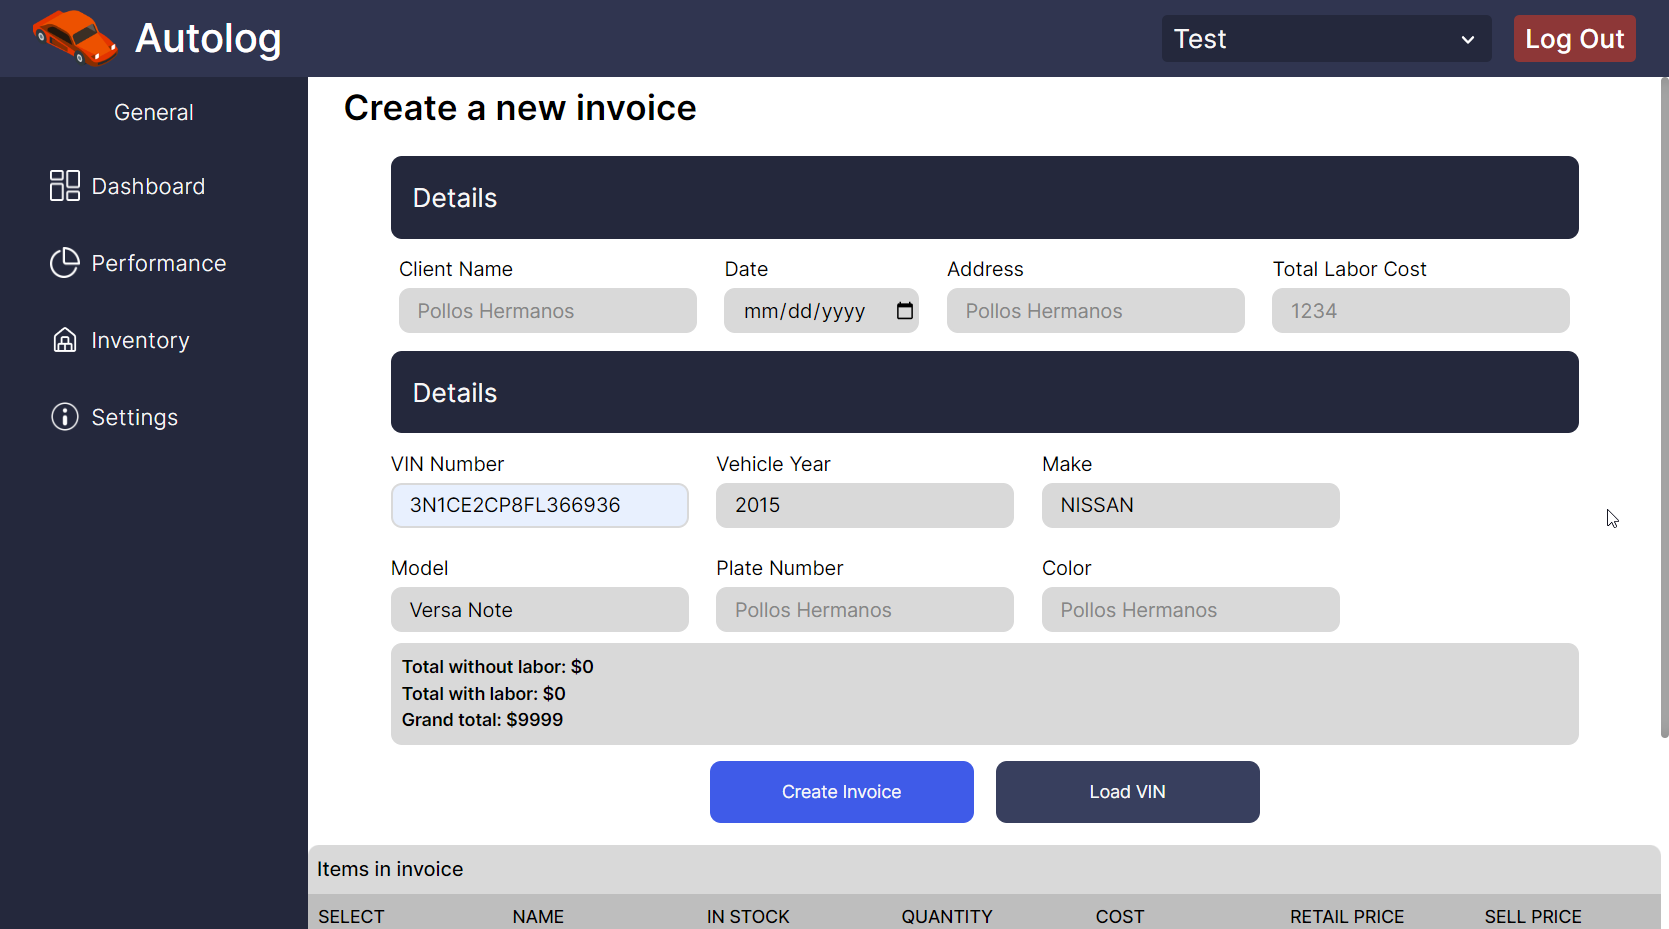 Autolog
Test
Log Out
General
Dashboard
Performance
Inventory
Settings
Create a new invoice
Details
Client Name Date Address Total Labor Cost
Pollos Hermanos mm/dd/yyyy Pollos Hermanos 1234
Details
VIN Number Vehicle Year Make
3N1CE2CP8FL366936 2015 NISSAN
Model Plate Number Color
Versa Note Pollos Hermanos Pollos Hermanos
Total without labor: $0
Total with labor: $0
Grand total: $9999
Create Invoice Load VIN
Items in invoice
SELECT NAME IN STOCK QUANTITY COST RETAIL PRICE SELL PRICE